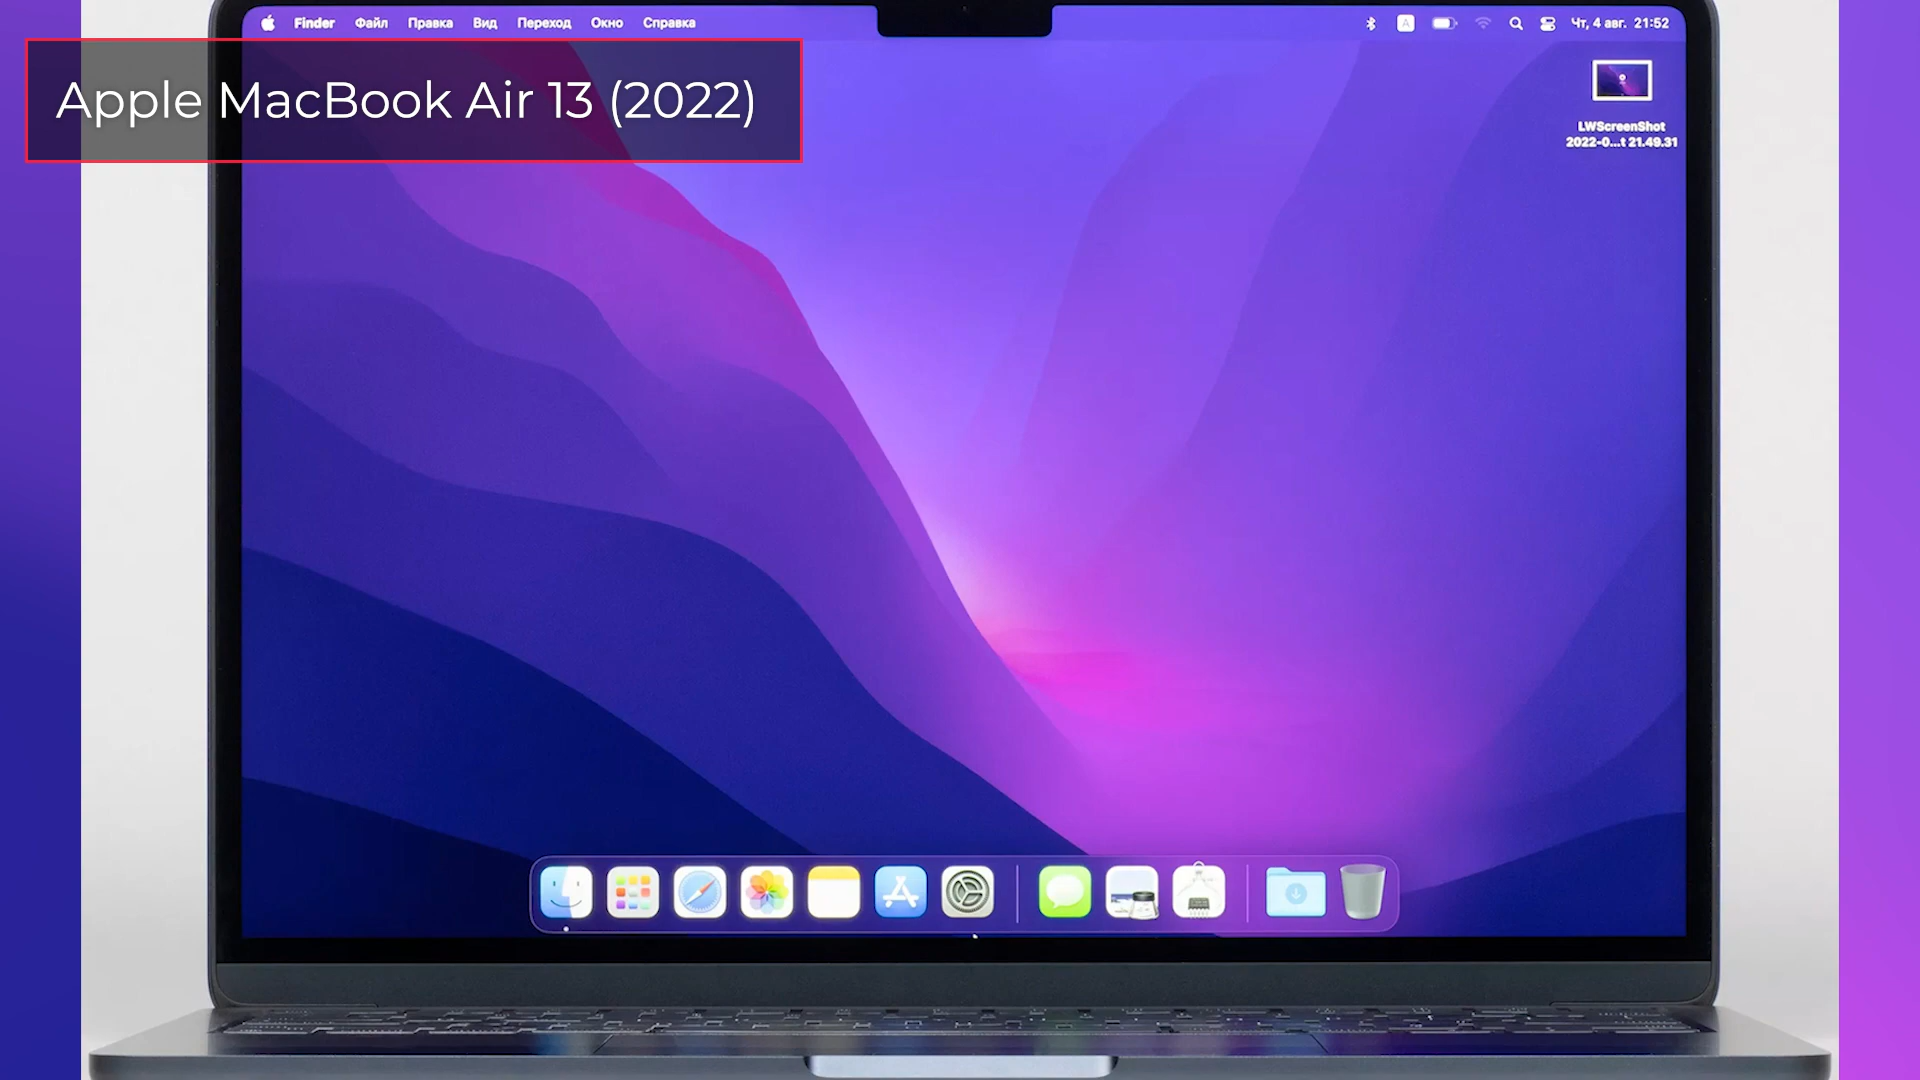 Finder Файл Правка Вид Переход Окно Справка
A Чт, 4 авг. 21:52
Apple MacBook Air 13 (2022)
LWScreenShot
2022-0...t 21.49.31